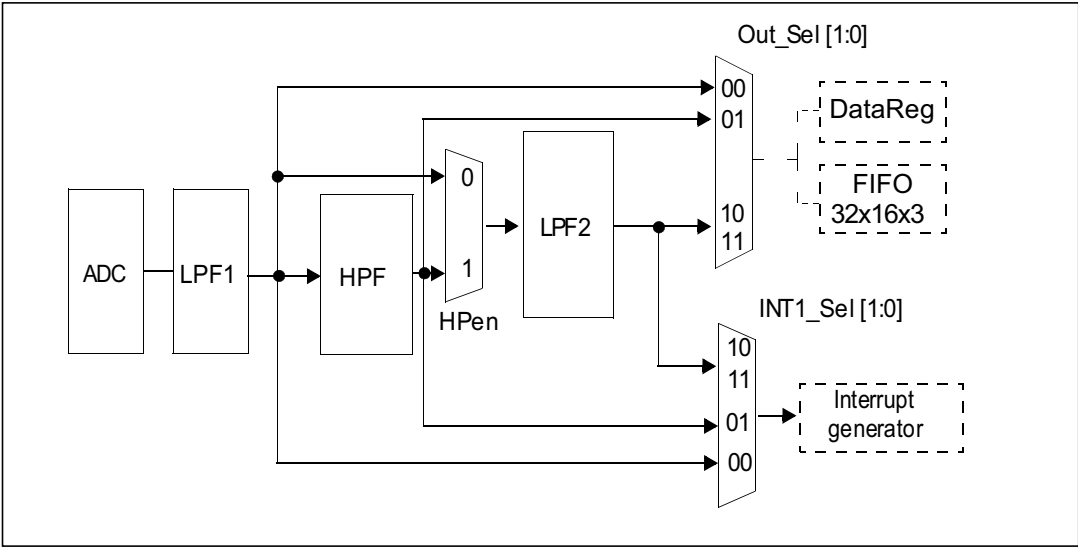 Out_Sel [1:0]
00
01
10
11
DataReg
FIFO
32x16x3
0
1
HPen
ADC
LPF1
HPF
LPF2
INT1_Sel [1:0]
10
11
01
00
Interrupt
generator